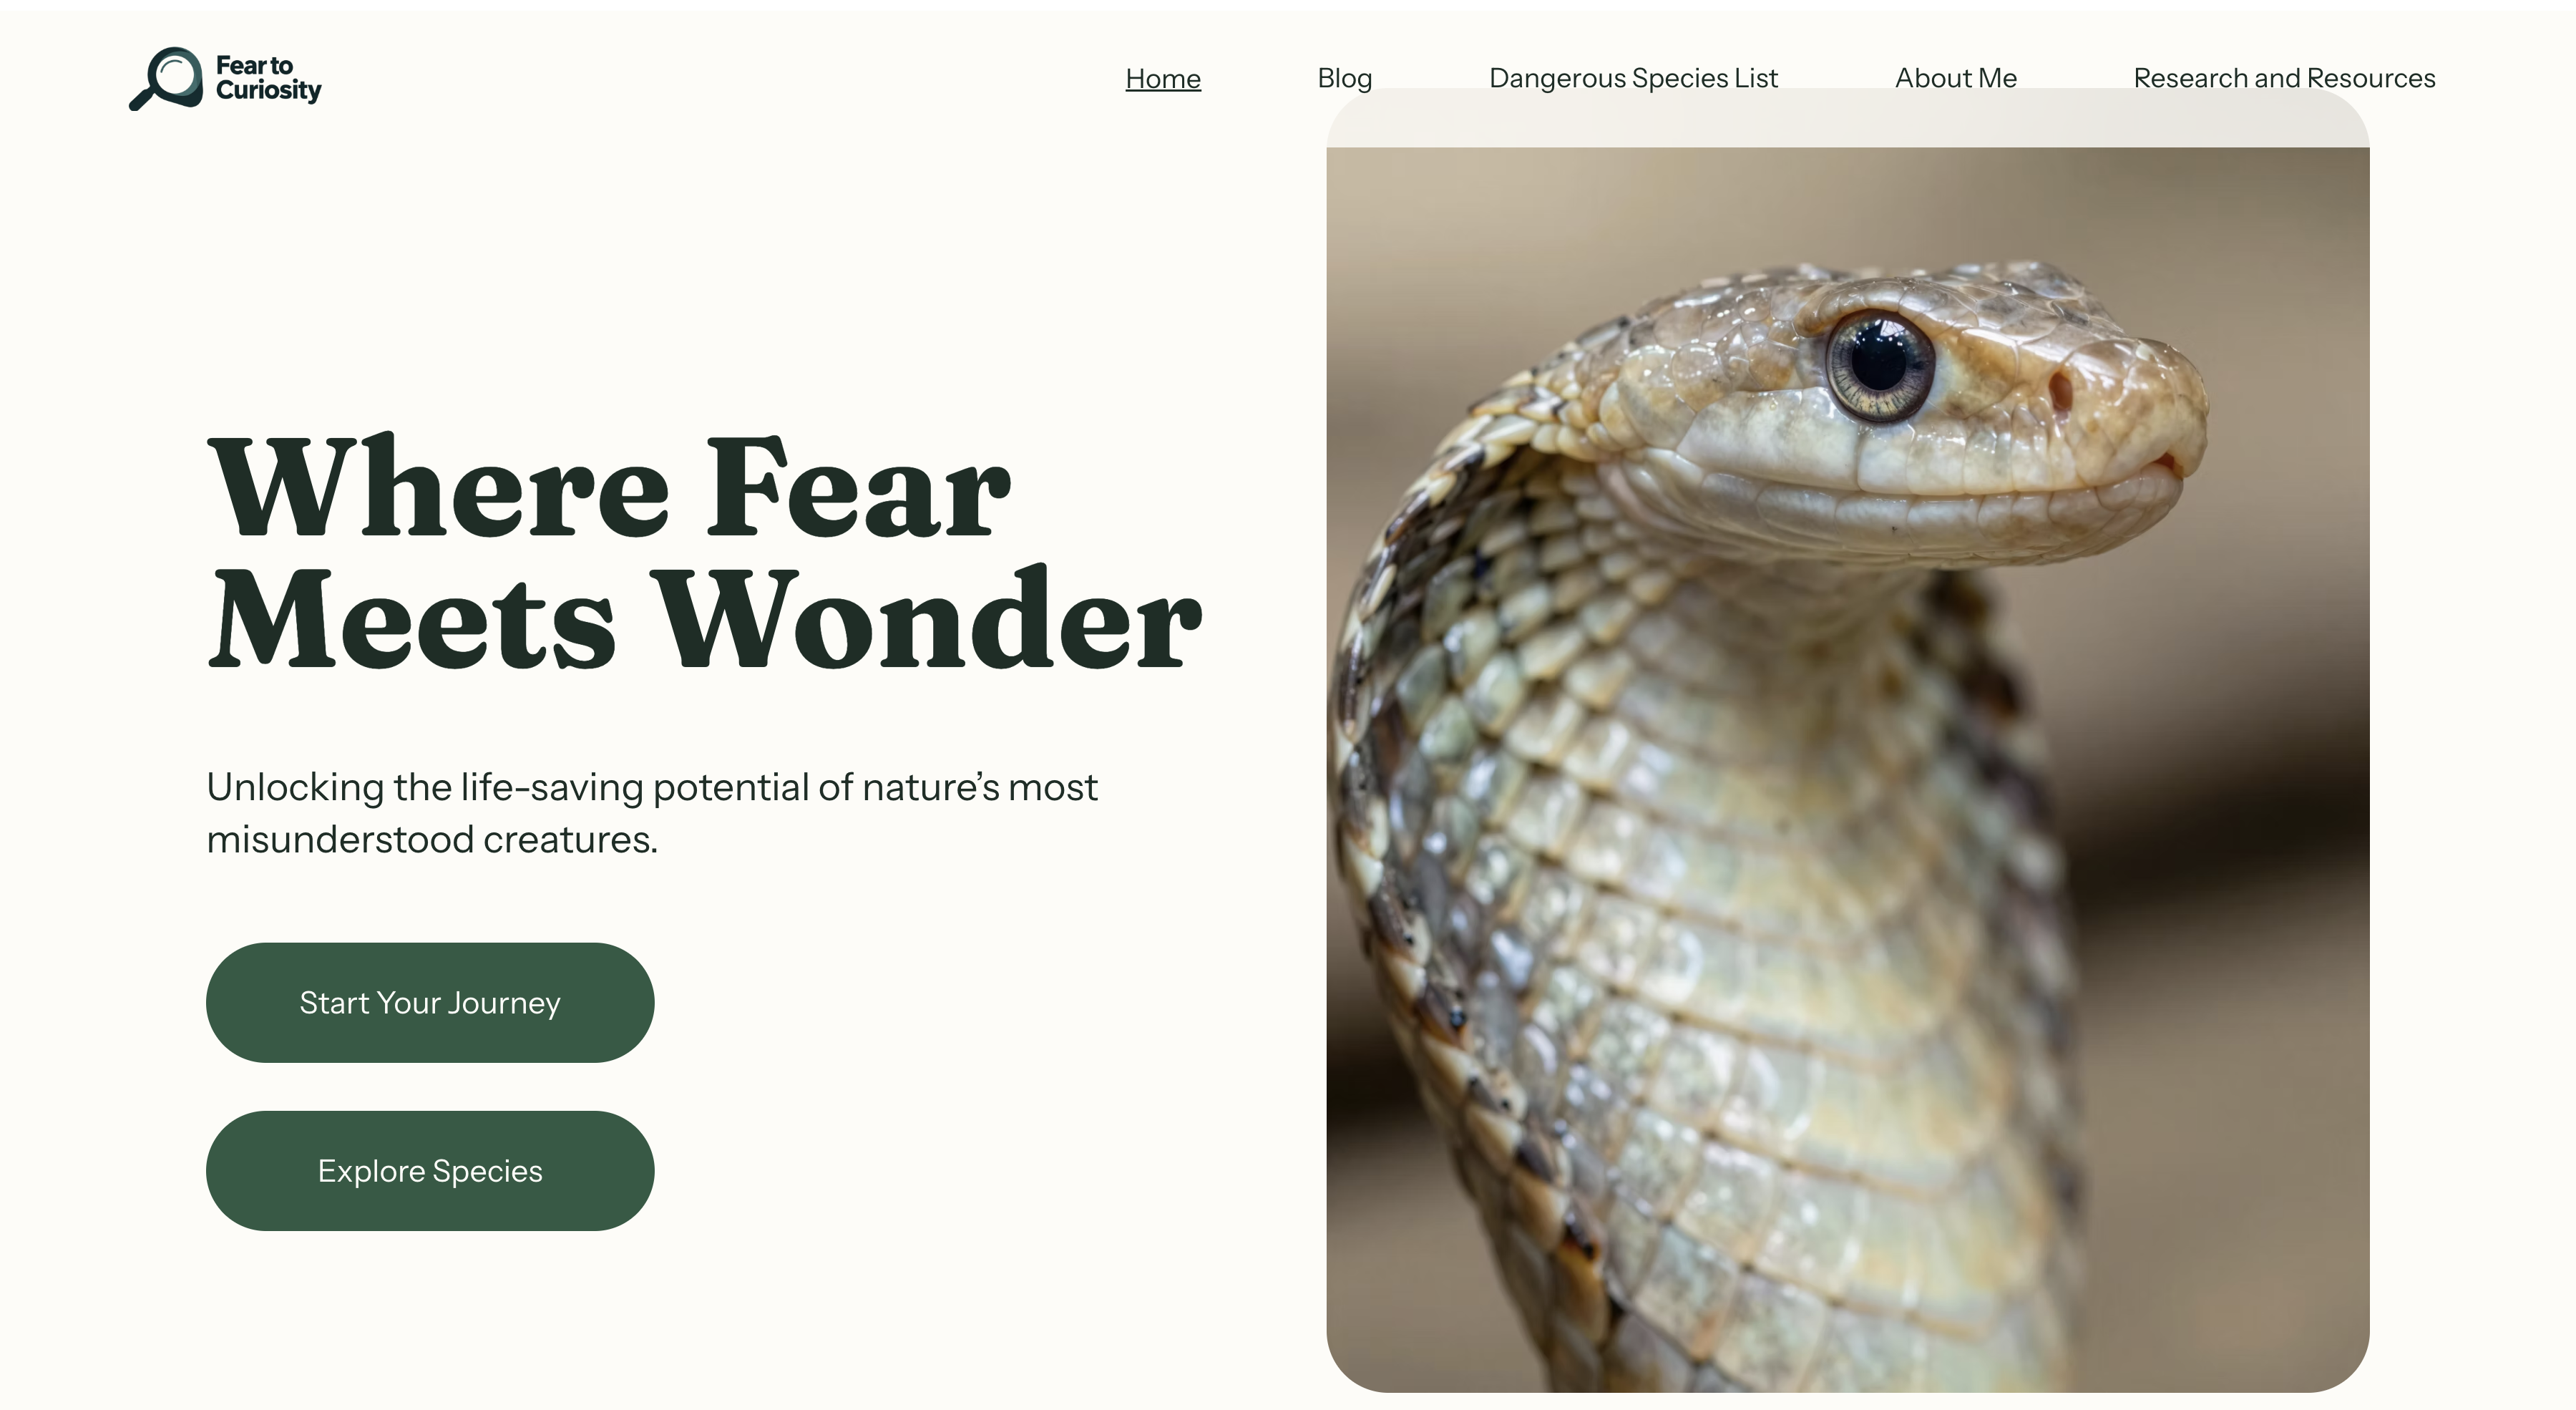 Fear to
Curiosity
Home
Blog
Dangerous Species List
About Me
Research and Resources
Where Fear
Meets Wonder
Unlocking the life-saving potential of nature’s most
misunderstood creatures.
Start Your Journey
Explore Species